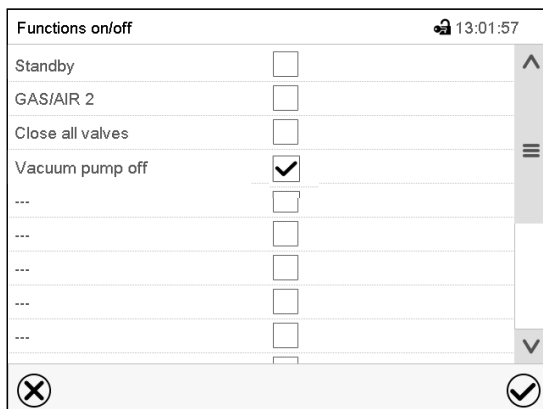 Functions on/off 13:01:57
Standby
GAS/AIR 2
Close all valves
Vacuum pump off
---
---
---
---
---